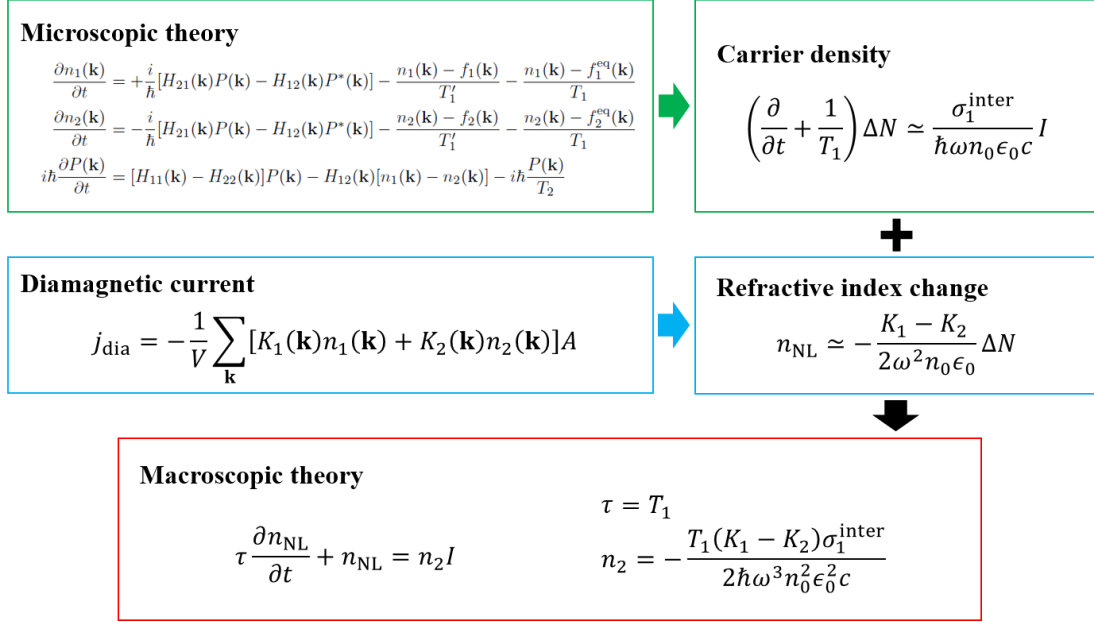 Microscopic theory
∂n₁(𝐤)/∂t = +(i/ℏ)[H₂₁(𝐤)P(𝐤) − H₁₂(𝐤)P*(𝐤)] − (n₁(𝐤) − f₁(𝐤))/T₁′ − (n₁(𝐤) − f₁^eq(𝐤))/T₁
∂n₂(𝐤)/∂t = −(i/ℏ)[H₂₁(𝐤)P(𝐤) − H₁₂(𝐤)P*(𝐤)] − (n₂(𝐤) − f₂(𝐤))/T₁′ − (n₂(𝐤) − f₂^eq(𝐤))/T₁
iℏ ∂P(𝐤)/∂t = [H₁₁(𝐤) − H₂₂(𝐤)]P(𝐤) − H₁₂(𝐤)[n₁(𝐤) − n₂(𝐤)] − iℏ P(𝐤)/T₂
Carrier density
(∂/∂t + 1/T₁) ΔN ≃ σ₁^inter/(ℏωn₀ϵ₀c) I
+
Diamagnetic current
j_dia = −(1/V) ∑_𝐤 [K₁(𝐤)n₁(𝐤) + K₂(𝐤)n₂(𝐤)]A
Refractive index change
n_NL ≃ −(K₁ − K₂)/(2ω²n₀ϵ₀) ΔN
Macroscopic theory
τ ∂n_NL/∂t + n_NL = n₂I
τ = T₁
n₂ = −T₁(K₁ − K₂)σ₁^inter/(2ℏω³n₀²ϵ₀²c)